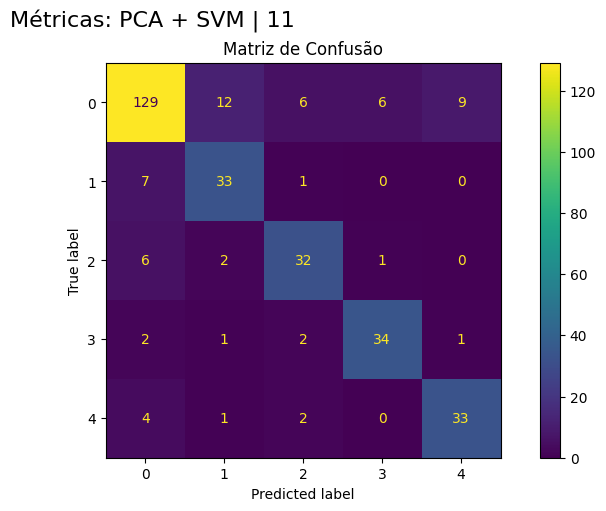 Métricas: PCA + SVM | 11
Matriz de Confusão
0 129 12 6 6 9
1 7 33 1 0 0
2 6 2 32 1 0
3 2 1 2 34 1
4 4 1 2 0 33
0 1 2 3 4
True label
Predicted label
120
100
80
60
40
20
0